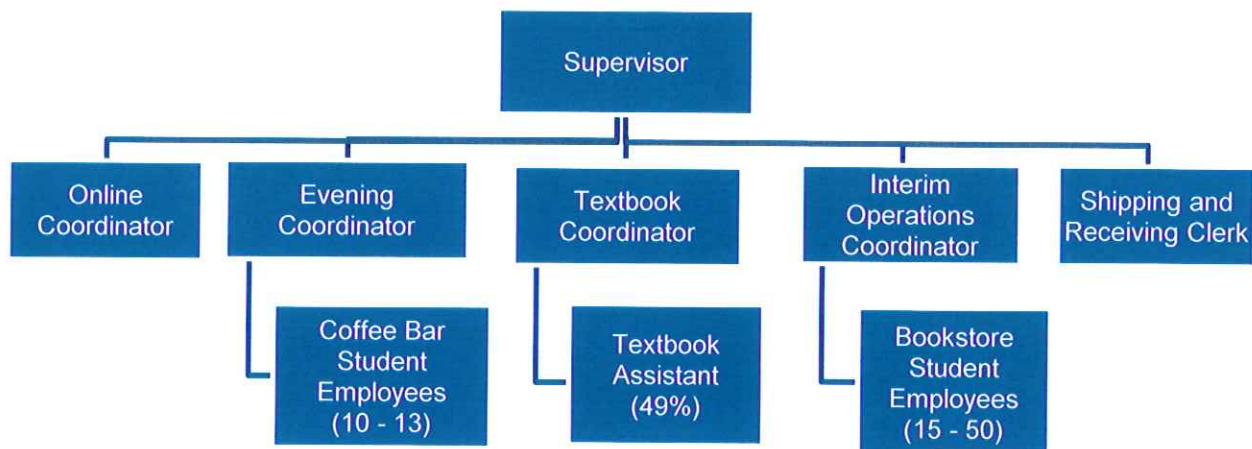 Supervisor
Online
Coordinator
Evening
Coordinator
Textbook
Coordinator
Interim
Operations
Coordinator
Shipping and
Receiving Clerk
Coffee Bar
Student
Employees
(10 - 13)
Textbook
Assistant
(49%)
Bookstore
Student
Employees
(15 - 50)